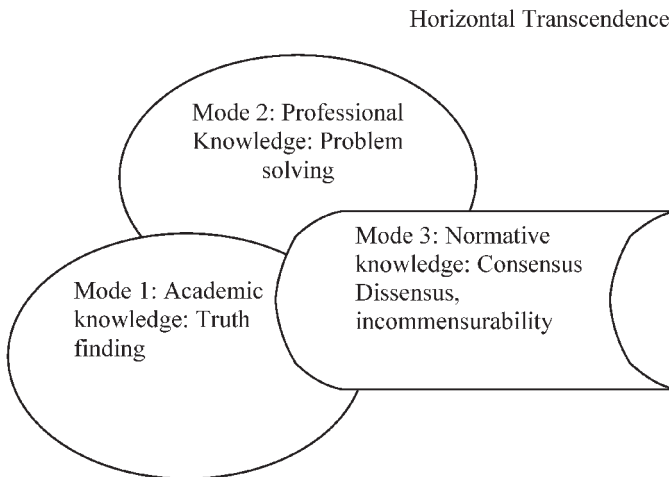 Horizontal Transcendence
Mode 2: Professional
Knowledge: Problem
solving
Mode 3: Normative
knowledge: Consensus
Dissensus,
incommensurability
Mode 1: Academic
knowledge: Truth
finding